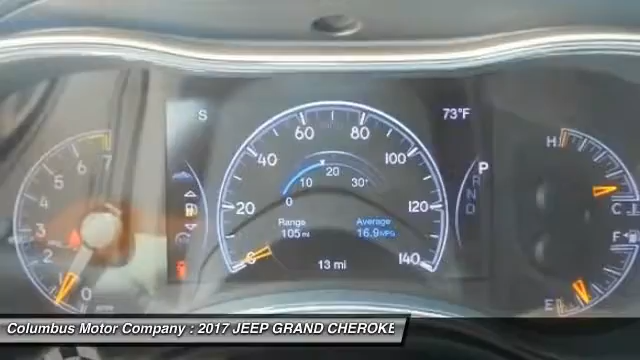 S
73°F
60 80
40 100
20 120
140
0 10 20 30
Range
105 mi
Average
16.9 MPG
13 mi
P
R
N
D
7
6
5
4
3
2
1
0
H
C
F
E
Columbus Motor Company : 2017 JEEP GRAND CHEROKE